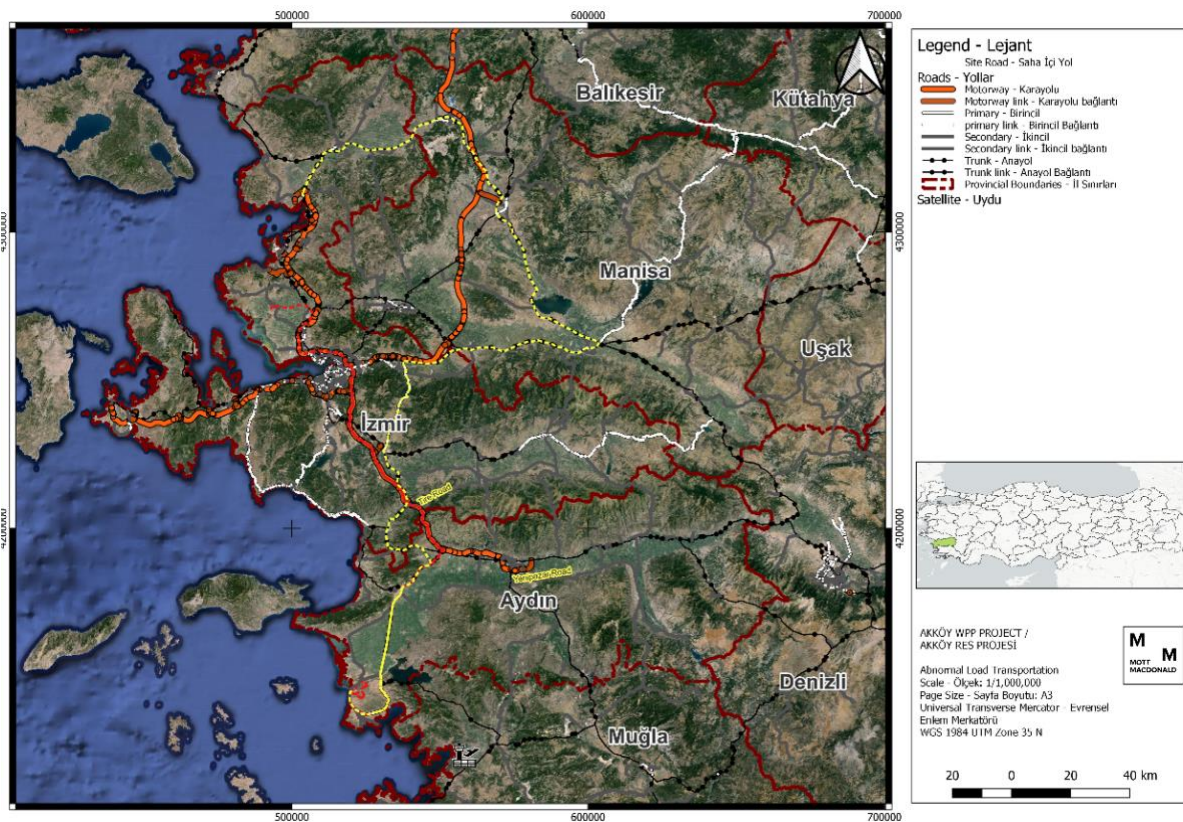 500000
600000
700000
4300000
4200000
Balıkesir
Kütahya
Manisa
Uşak
İzmir
Tire Road
Yenipazar Road
Aydın
Denizli
Muğla
4300000
4200000
500000
600000
700000
Legend - Lejant
Site Road - Saha İçi Yol
Roads - Yollar
Motorway - Karayolu
Motorway link - Karayolu bağlantı
Primary - Birincil
primary link - Birincil Bağlantı
Secondary - İkincil
Secondary link - İkincil bağlantı
Trunk - Anayol
Trunk link - Anayol Bağlantı
Provincial Boundaries - İl Sınırları
Satellite - Uydu
AKKÖY WPP PROJECT /
AKKÖY RES PROJESİ
M
M
MOTT
MACDONALD
Abnormal Load Transportation
Scale - Ölçek: 1/1,000,000
Page Size - Sayfa Boyutu: A3
Universal Transverse Mercator - Evrensel
Enlem Merkatörü
WGS 1984 UTM Zone 35 N
20 0 20 40 km